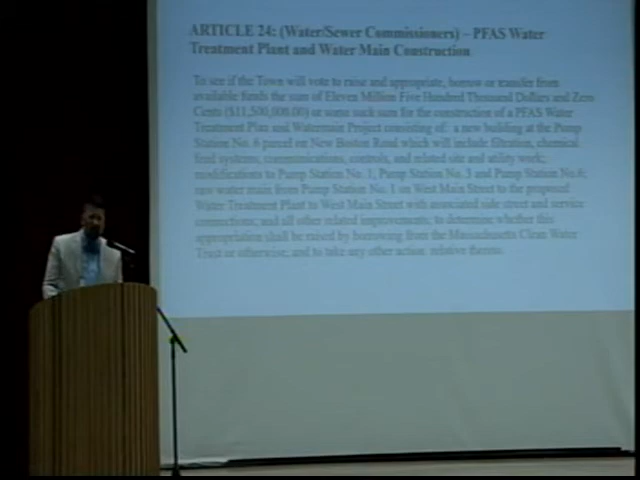 ARTICLE 24: (Water/Sewer Commissioners) – PFAS Water
Treatment Plant and Water Main Construction
To see if the Town will vote to raise and appropriate, borrow or transfer from
available funds the sum of Eleven Million Five Hundred Thousand Dollars and Zero
Cents ($11,500,000.00) or some such sum for the construction of a PFAS Water
Treatment Plan and Watermain Project consisting of: a new building at the Pump
Station No. 6 parcel on New Boston Road which will include filtration, chemical
feed systems, communications, controls, and related site and utility work;
modifications to Pump Station No. 1, Pump Station No. 3 and Pump Station No.6;
raw water main from Pump Station No. 1 on West Main Street to the proposed
Water Treatment Plant to West Main Street with associated side street and service
connections; and all other related improvements; to determine whether this
appropriation shall be raised by borrowing from the Massachusetts Clean Water
Trust or otherwise; and to take any other action relative thereto.